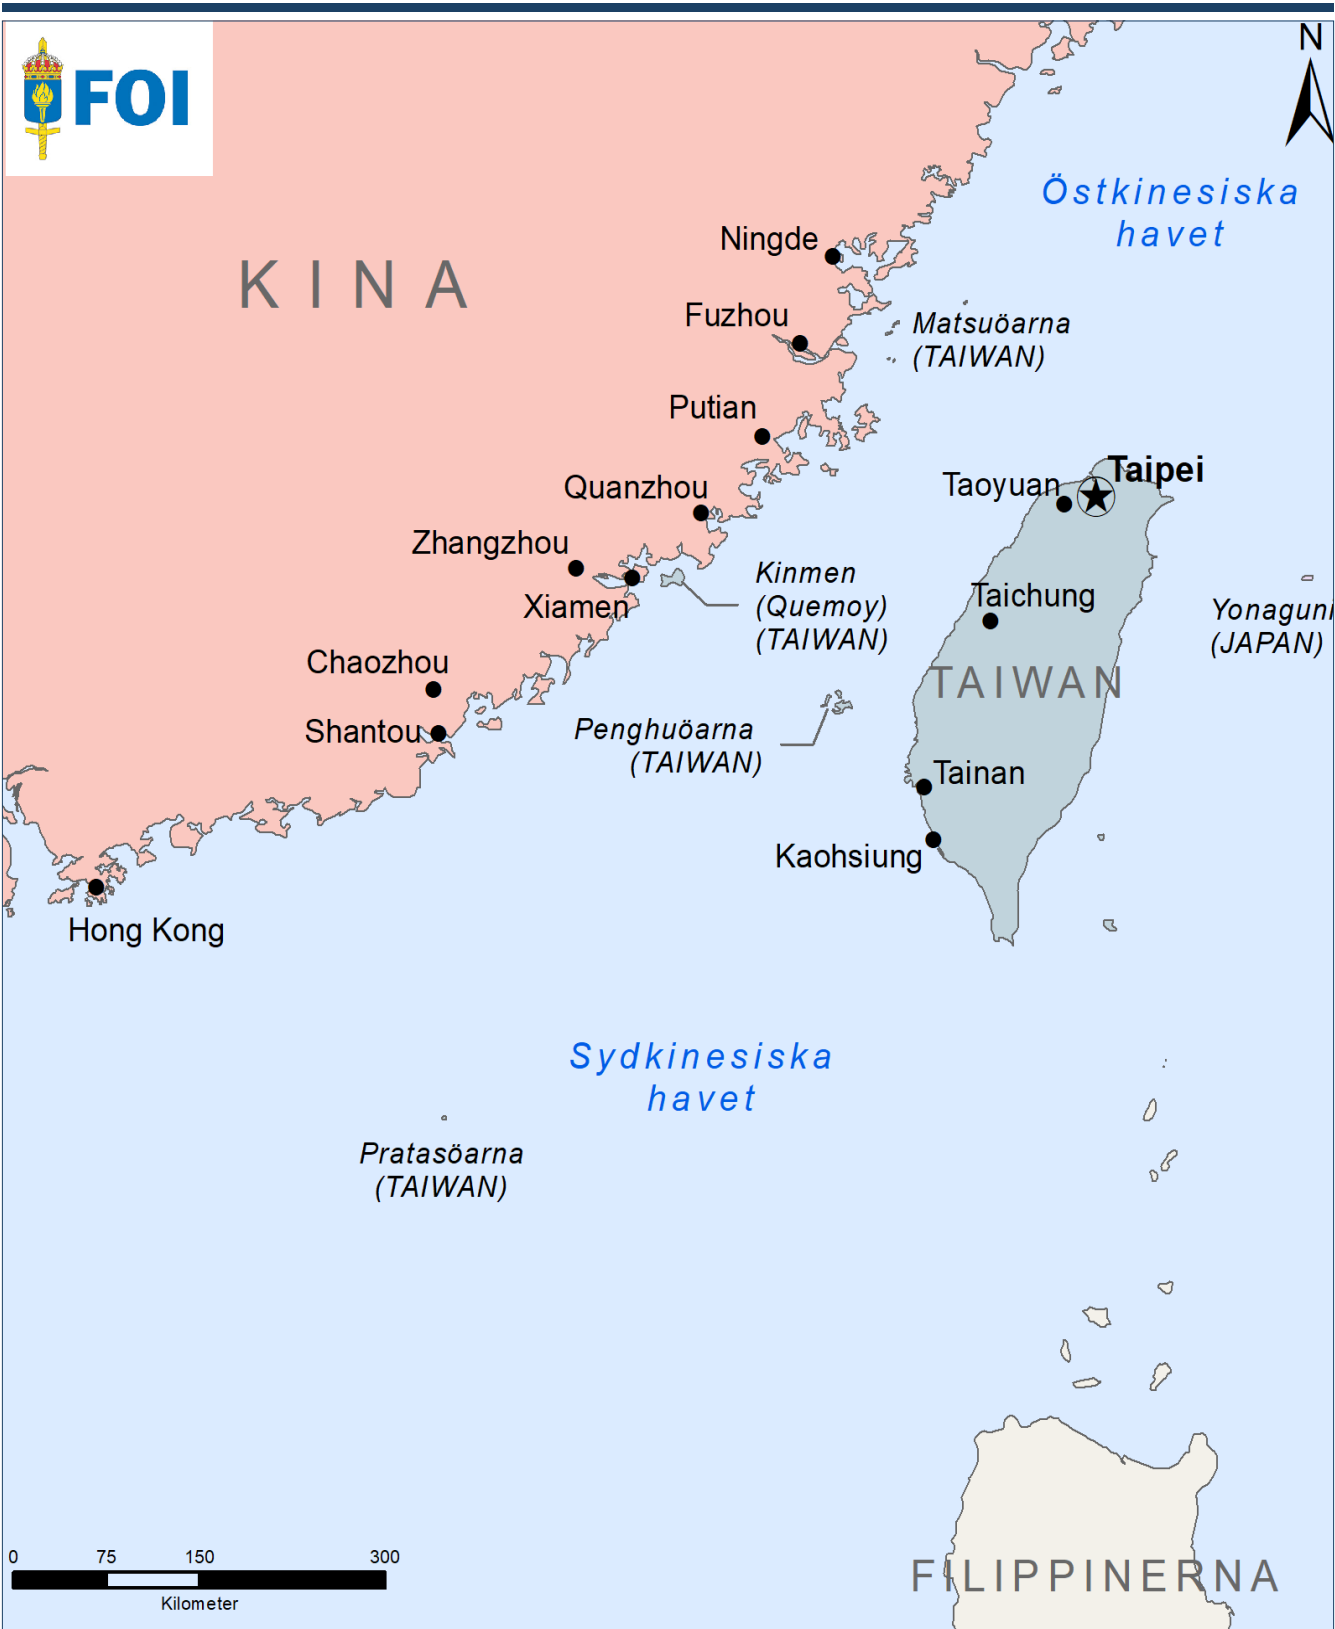 FOI
N
Östkinesiska
havet
KINA
Ningde
Fuzhou
Matsuöarna
(TAIWAN)
Putian
Taipei
Taoyuan
Quanzhou
Zhangzhou
Xiamen
Kinmen
(Quemoy)
(TAIWAN)
Taichung
Yonaguni
(JAPAN)
Chaozhou
TAIWAN
Shantou
Penghuöarna
(TAIWAN)
Tainan
Kaohsiung
Hong Kong
Sydkinesiska
havet
Pratasöarna
(TAIWAN)
0 75 150 300
Kilometer
FILIPPINERNA